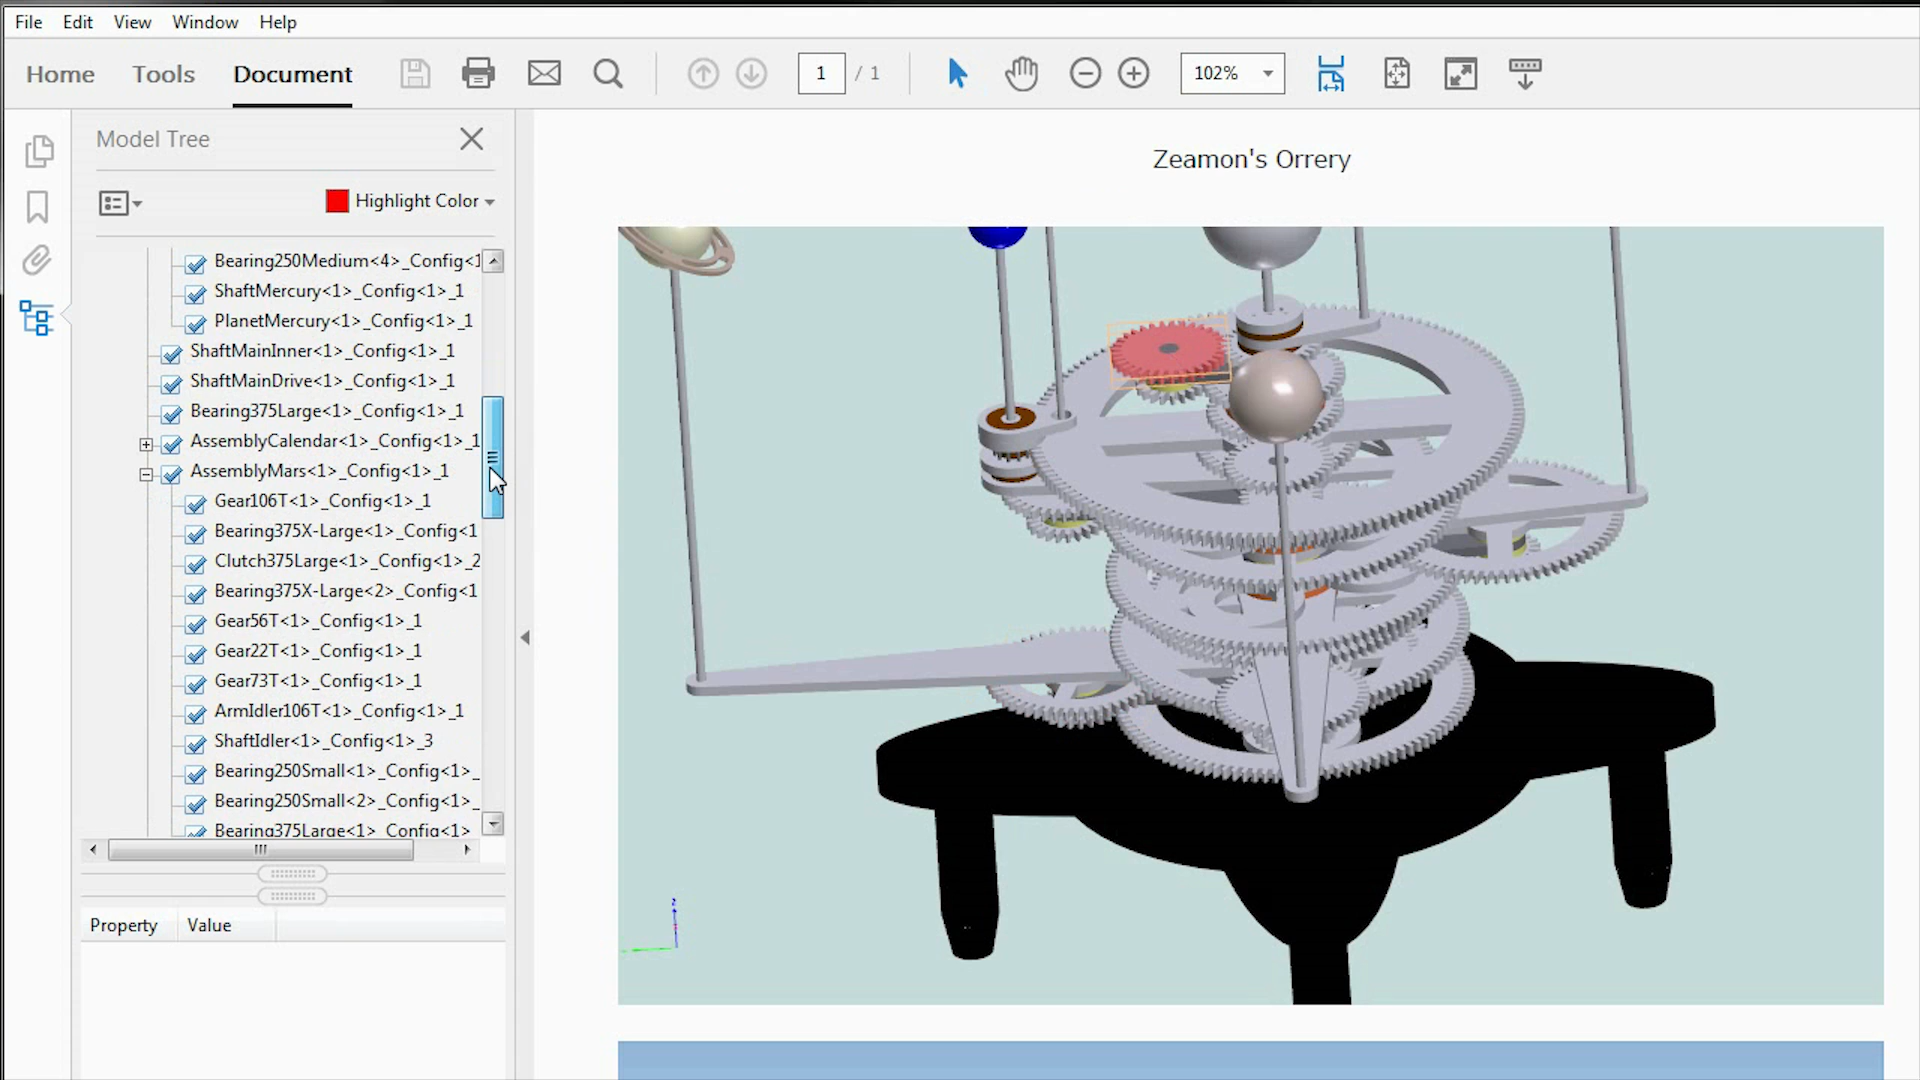 File Edit View Window Help
Home Tools Document 1 / 1 102%
Model Tree
Highlight Color
Zeamon's Orrery
Bearing250Medium<4>_Config<1
ShaftMercury<1>_Config<1>_1
PlanetMercury<1>_Config<1>_1
ShaftMainInner<1>_Config<1>_1
ShaftMainDrive<1>_Config<1>_1
Bearing375Large<1>_Config<1>_1
AssemblyCalendar<1>_Config<1>_1
AssemblyMars<1>_Config<1>_1
Gear106T<1>_Config<1>_1
Bearing375X-Large<1>_Config<1
Clutch375Large<1>_Config<1>_2
Bearing375X-Large<2>_Config<1
Gear56T<1>_Config<1>_1
Gear22T<1>_Config<1>_1
Gear73T<1>_Config<1>_1
ArmIdler106T<1>_Config<1>_1
ShaftIdler<1>_Config<1>_3
Bearing250Small<1>_Config<1>_
Bearing250Small<2>_Config<1>_
Bearing375Large<1>_Config<1>
Property Value